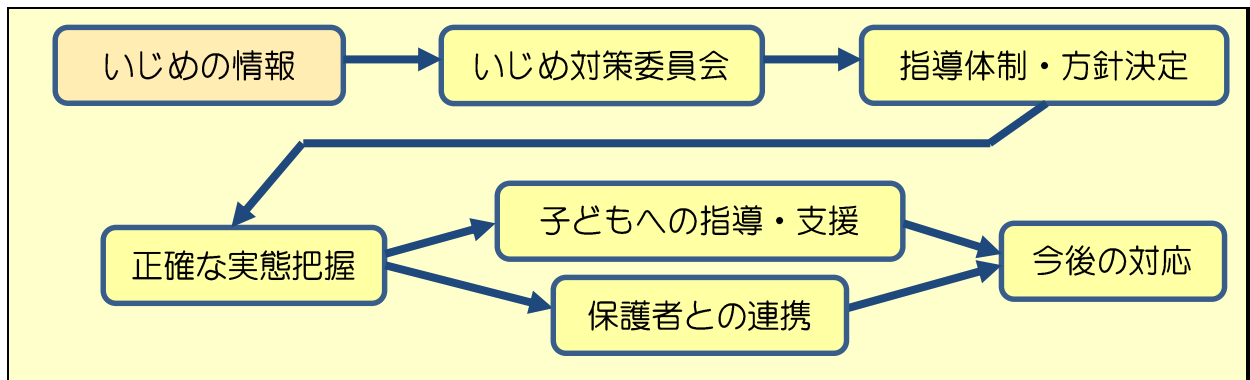 いじめの情報
いじめ対策委員会
指導体制・方針決定
正確な実態把握
子どもへの指導・支援
保護者との連携
今後の対応